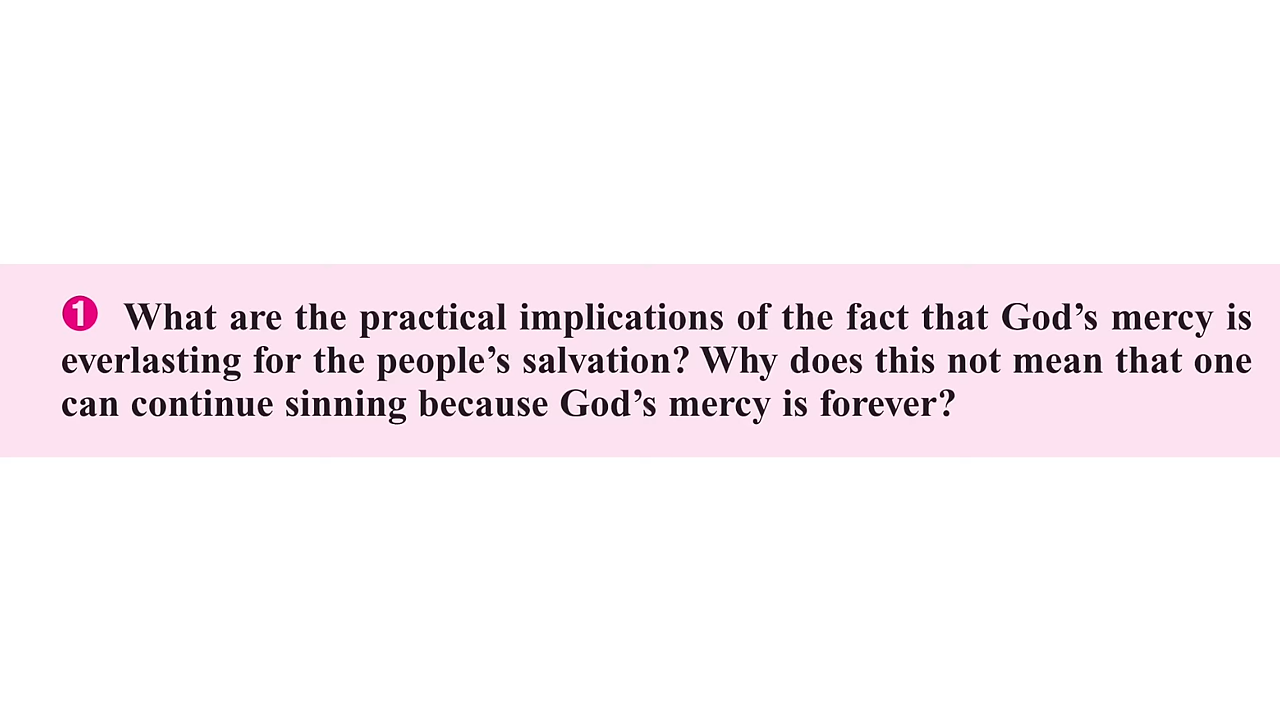 ❶ What are the practical implications of the fact that God’s mercy is
everlasting for the people’s salvation? Why does this not mean that one
can continue sinning because God’s mercy is forever?